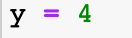 y = 4